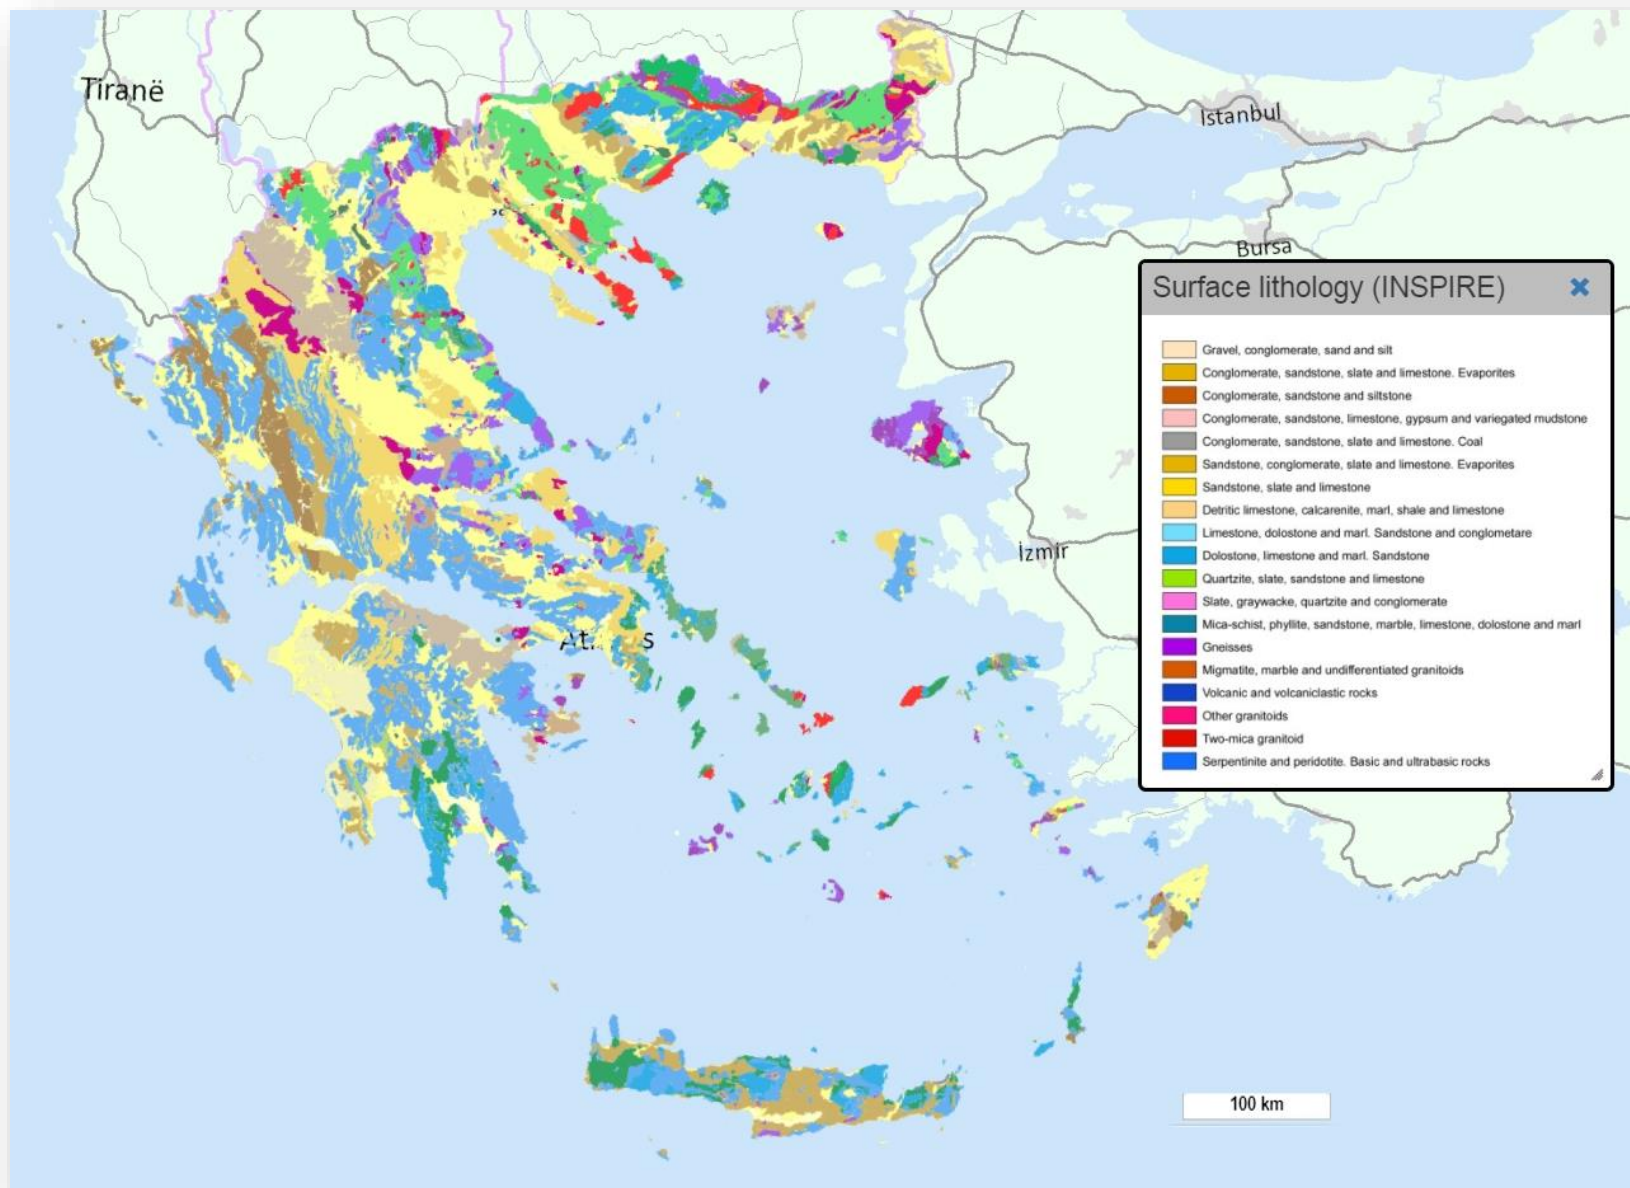 Tiranë
Istanbul
Bursa
Surface lithology (INSPIRE)
Gravel, conglomerate, sand and silt
Conglomerate, sandstone, slate and limestone. Evaporites
Conglomerate, sandstone and siltstone
Conglomerate, sandstone, limestone, gypsum and variegated mudstone
Conglomerate, sandstone, slate and limestone. Coal
Sandstone, conglomerate, slate and limestone. Evaporites
Sandstone, slate and limestone
Detritic limestone, calcarenite, marl, shale and limestone
Limestone, dolostone and marl. Sandstone and conglometare
Dolostone, limestone and marl. Sandstone
Quartzite, slate, sandstone and limestone
Slate, graywacke, quartzite and conglomerate
Mica-schist, phyllite, sandstone, marble, limestone, dolostone and marl
Gneisses
Migmatite, marble and undifferentiated granitoids
Volcanic and volcaniclastic rocks
Other granitoids
Two-mica granitoid
Serpentinite and peridotite. Basic and ultrabasic rocks
İzmir
100 km